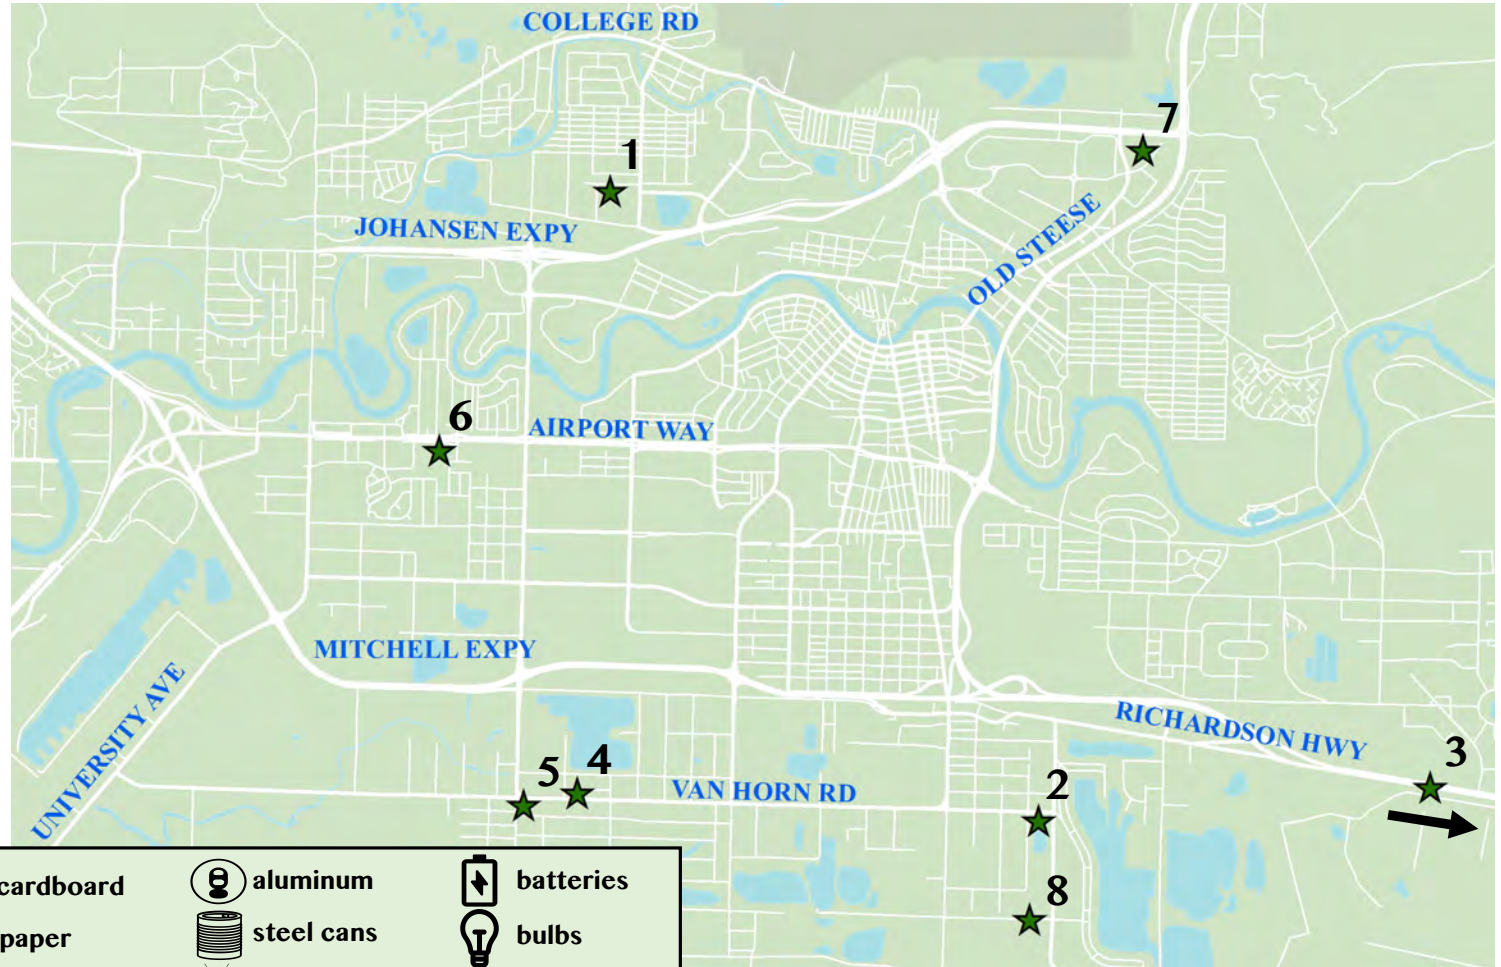 COLLEGE RD
7
1
JOHANSEN EXPY
OLD STEESE
6
AIRPORT WAY
MITCHELL EXPY
UNIVERSITY AVE
RICHARDSON HWY
3
5
4
VAN HORN RD
2
8
cardboard
aluminum
batteries
paper
steel cans
bulbs